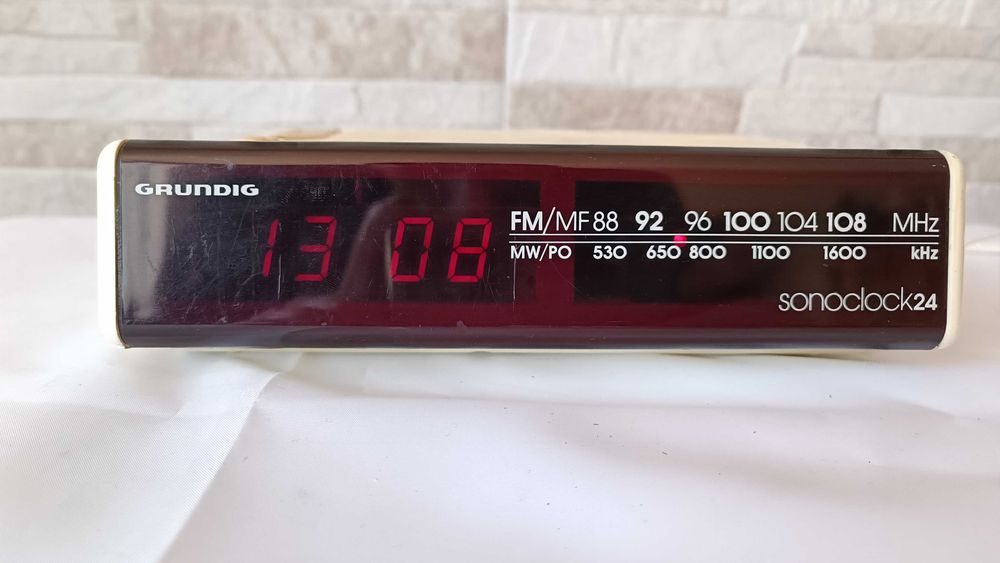 GRUNDIG
13 08
FM/MF 88 92 96 100 104 108 MHz
MW/PO 530 650 800 1100 1600 kHz
sonoclock24